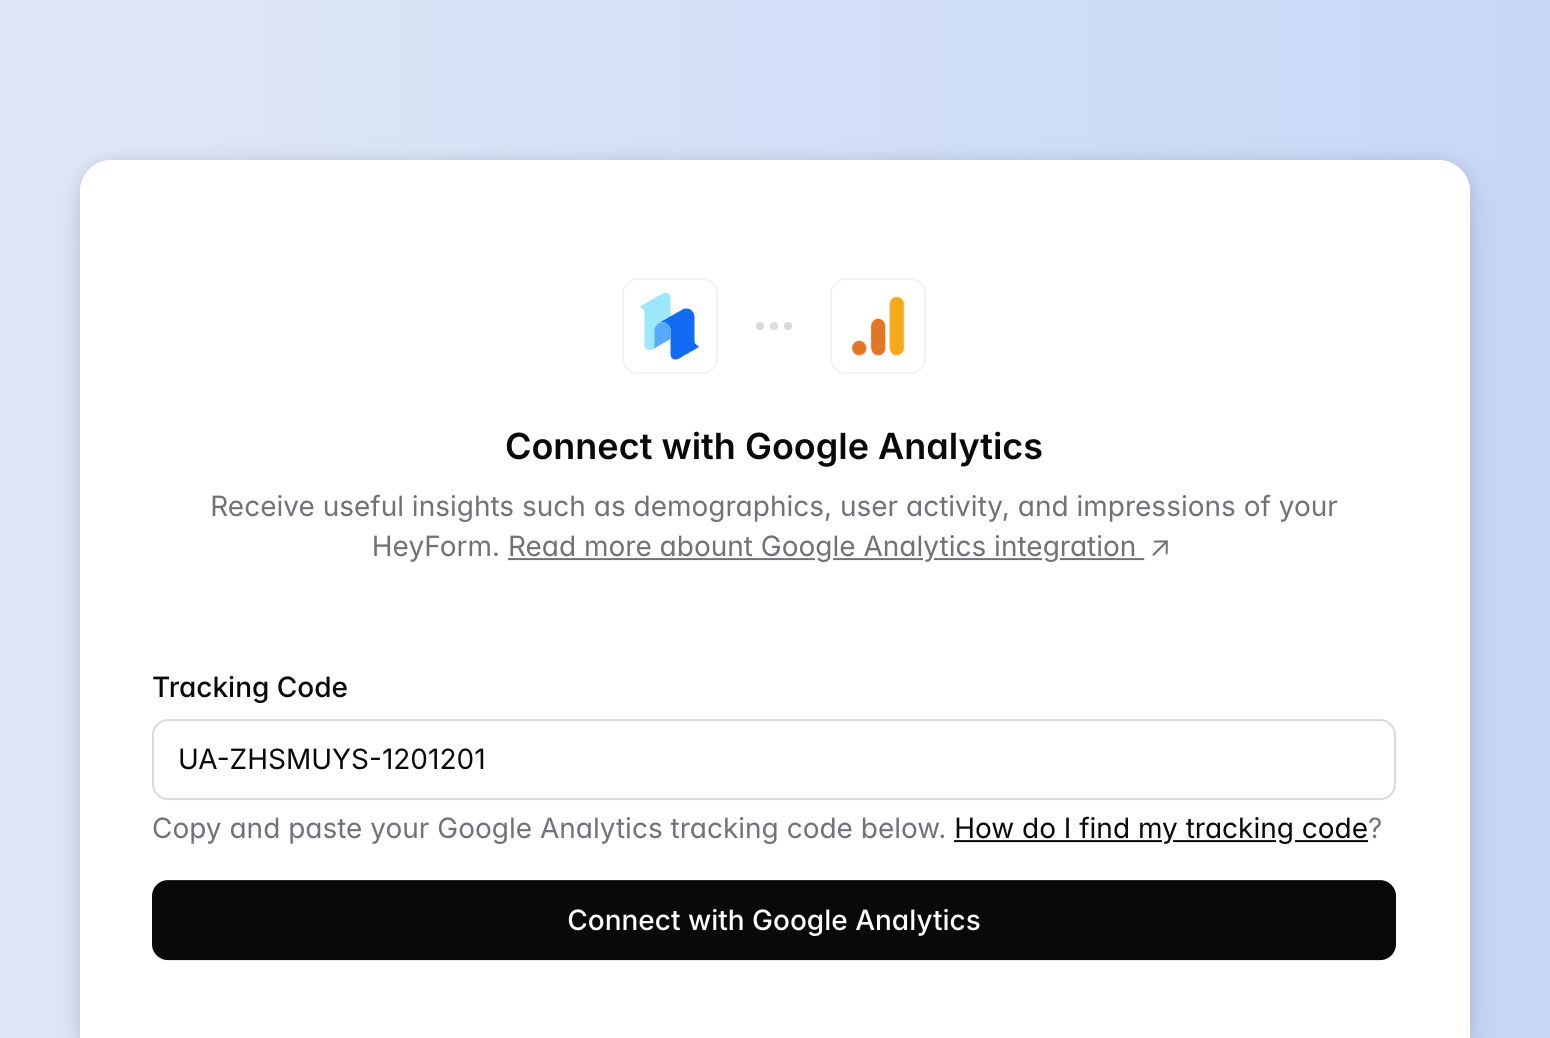 Connect with Google Analytics
Receive useful insights such as demographics, user activity, and impressions of your
HeyForm. Read more abount Google Analytics integration ↗
Tracking Code
UA-ZHSMUYS-1201201
Copy and paste your Google Analytics tracking code below. How do I find my tracking code?
Connect with Google Analytics